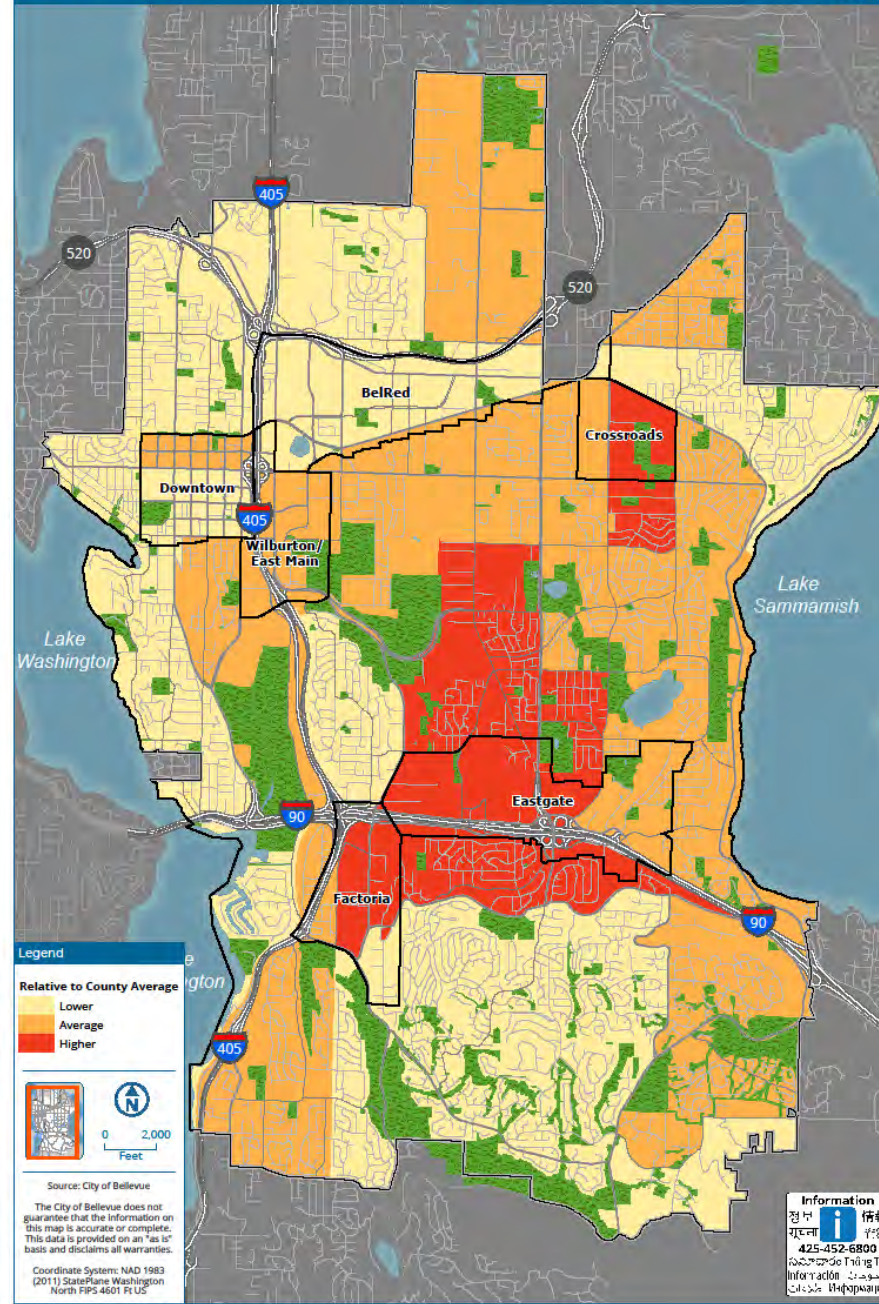 405
520
520
BelRed
Crossroads
Downtown
405
Wilburton/
East Main
Lake
Sammamish
Lake
Washington
Eastgate
90
Factoria
90
405
Legend
Relative to County Average
Lower
Average
Higher
N
0 2,000
Feet
Source: City of Bellevue
The City of Bellevue does not
guarantee that the information on
this map is accurate or complete.
This data is provided on an "as is"
basis and disclaims all warranties.
Coordinate System: NAD 1983
(2011) StatePlane Washington
North FIPS 4601 Ft US
Information
정보
i
425-452-6800
Información